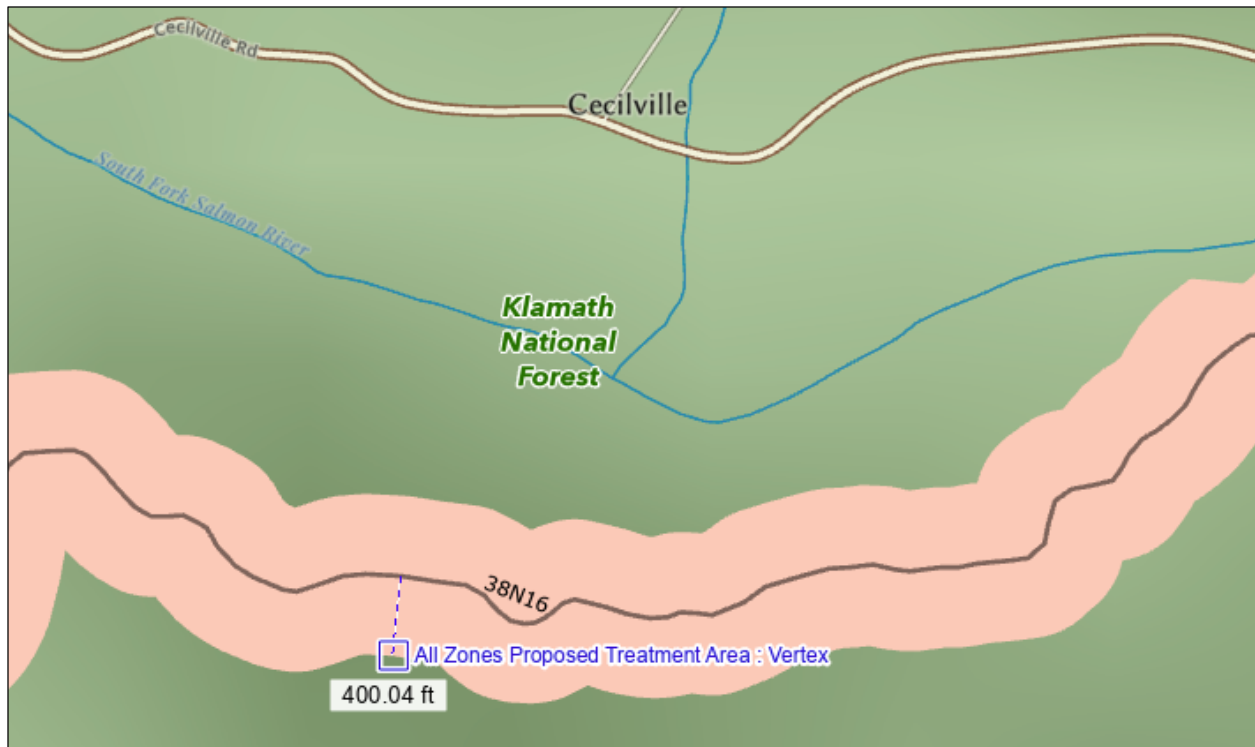 Cecilville Rd
Cecilville
South Fork Salmon River
Klamath
National
Forest
38N16
All Zones Proposed Treatment Area : Vertex
400.04 ft